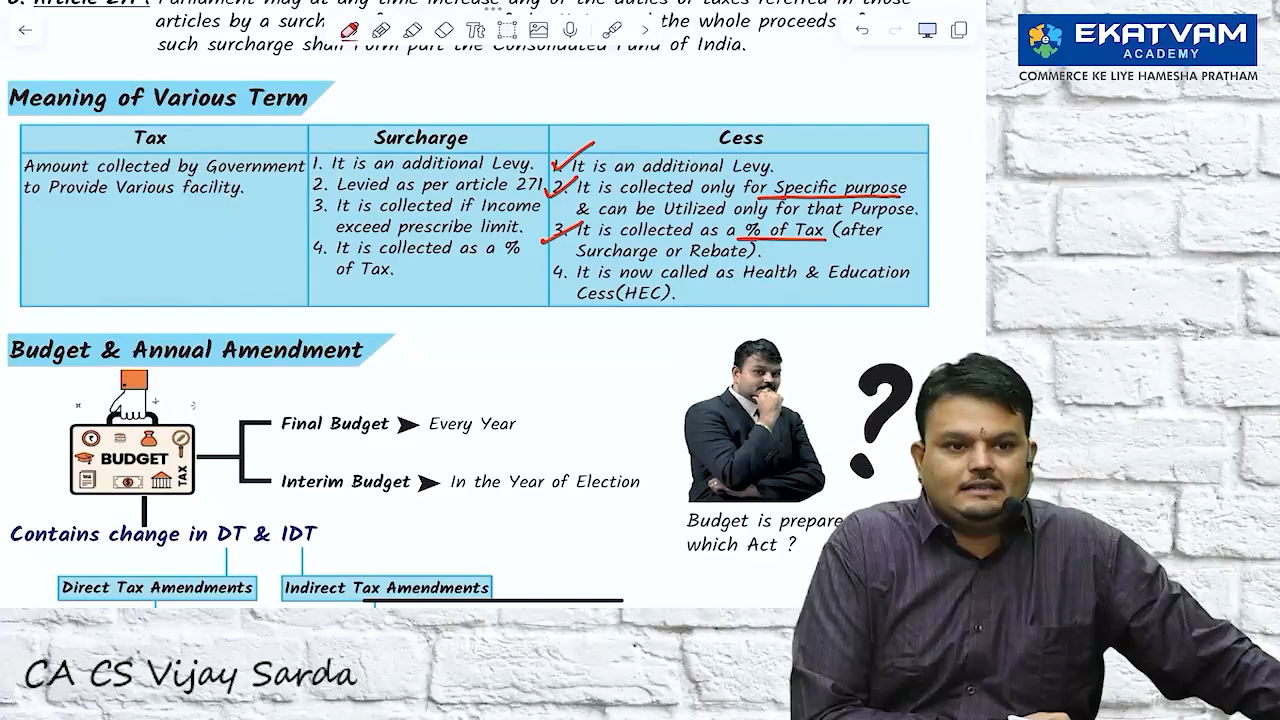 articles by a surch
the whole proceeds
such surcharge shall form part the Consolidated Fund of India.
EKATVAM
ACADEMY
COMMERCE KE LIYE HAMESHA PRATHAM
Meaning of Various Term
Tax
Amount collected by Government
to Provide Various facility.
Surcharge
1. It is an additional Levy.
2. Levied as per article 271.
3. It is collected if Income
exceed prescribe limit.
4. It is collected as a %
of Tax.
Cess
It is an additional Levy.
2. It is collected only for Specific purpose
& can be Utilized only for that Purpose.
3. It is collected as a % of Tax (after
Surcharge or Rebate).
4. It is now called as Health & Education
Cess(HEC).
Budget & Annual Amendment
BUDGET
TAX
Final Budget ➤ Every Year
Interim Budget ➤ In the Year of Election
?
Budget is prepare
which Act ?
Contains change in DT & IDT
Direct Tax Amendments
Indirect Tax Amendments
CA CS Vijay Sarda